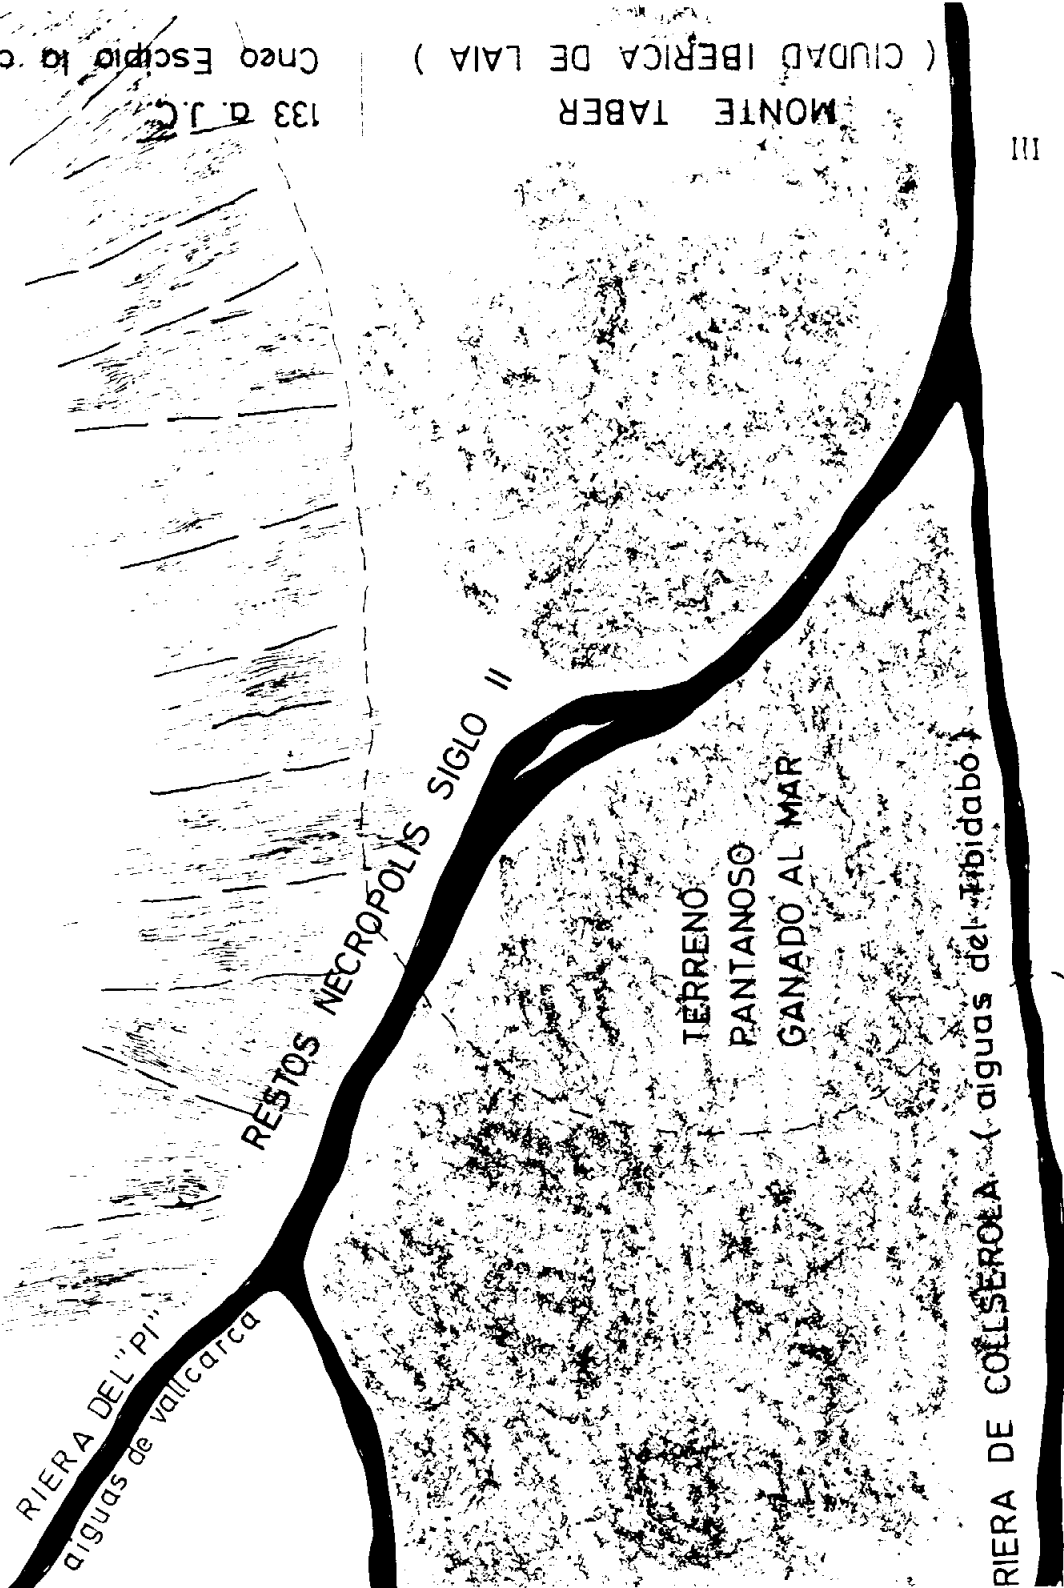 MONTE TABER
( CIUDAD IBERICA DE LAIA )
133 a. J.C.
Cneo Escipio la
III
RESTOS NECROPOLIS SIGLO II
TERRENO
PANTANOSO
GANADO AL MAR
RIERA DE COLLSEROLA ( aiguas del Tibidabo )
RIERA DEL "PI"
aiguas de vallcarca